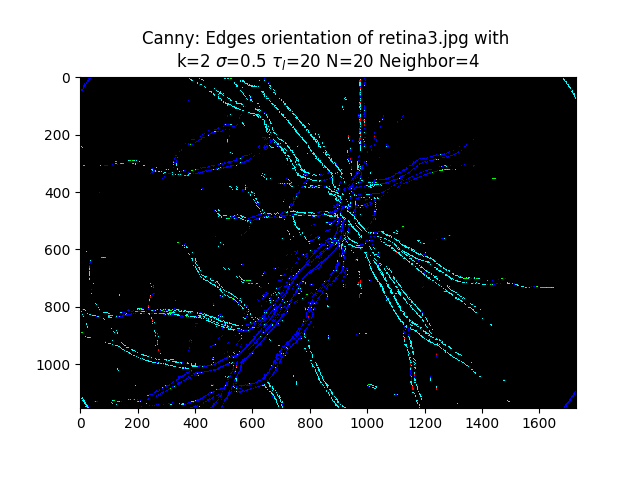 Canny: Edges orientation of retina3.jpg with
k=2 σ=0.5 τ_l=20 N=20 Neighbor=4
0
200
400
600
800
1000
0 200 400 600 800 1000 1200 1400 1600